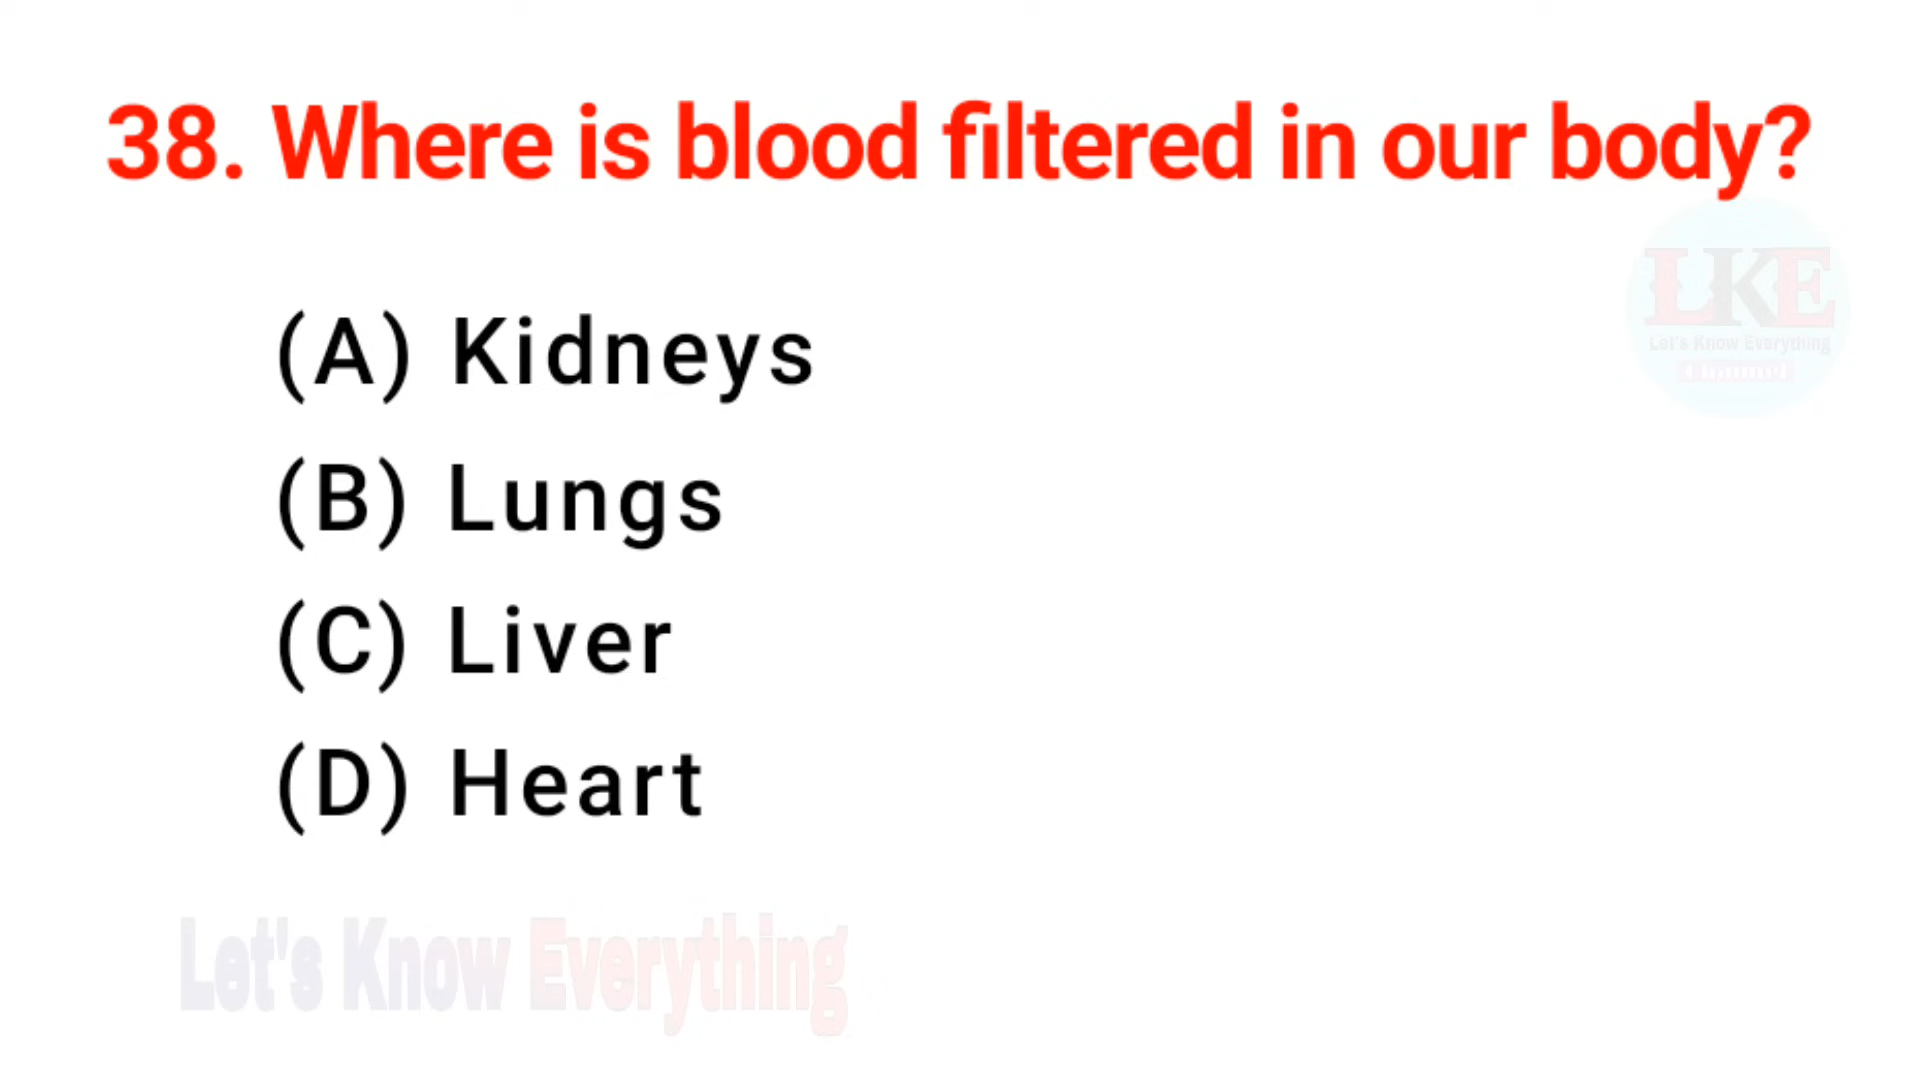 38. Where is blood filtered in our body?
LKE
Let's Know Everything
(A) Kidneys
(B) Lungs
(C) Liver
(D) Heart
Let's Know Everything